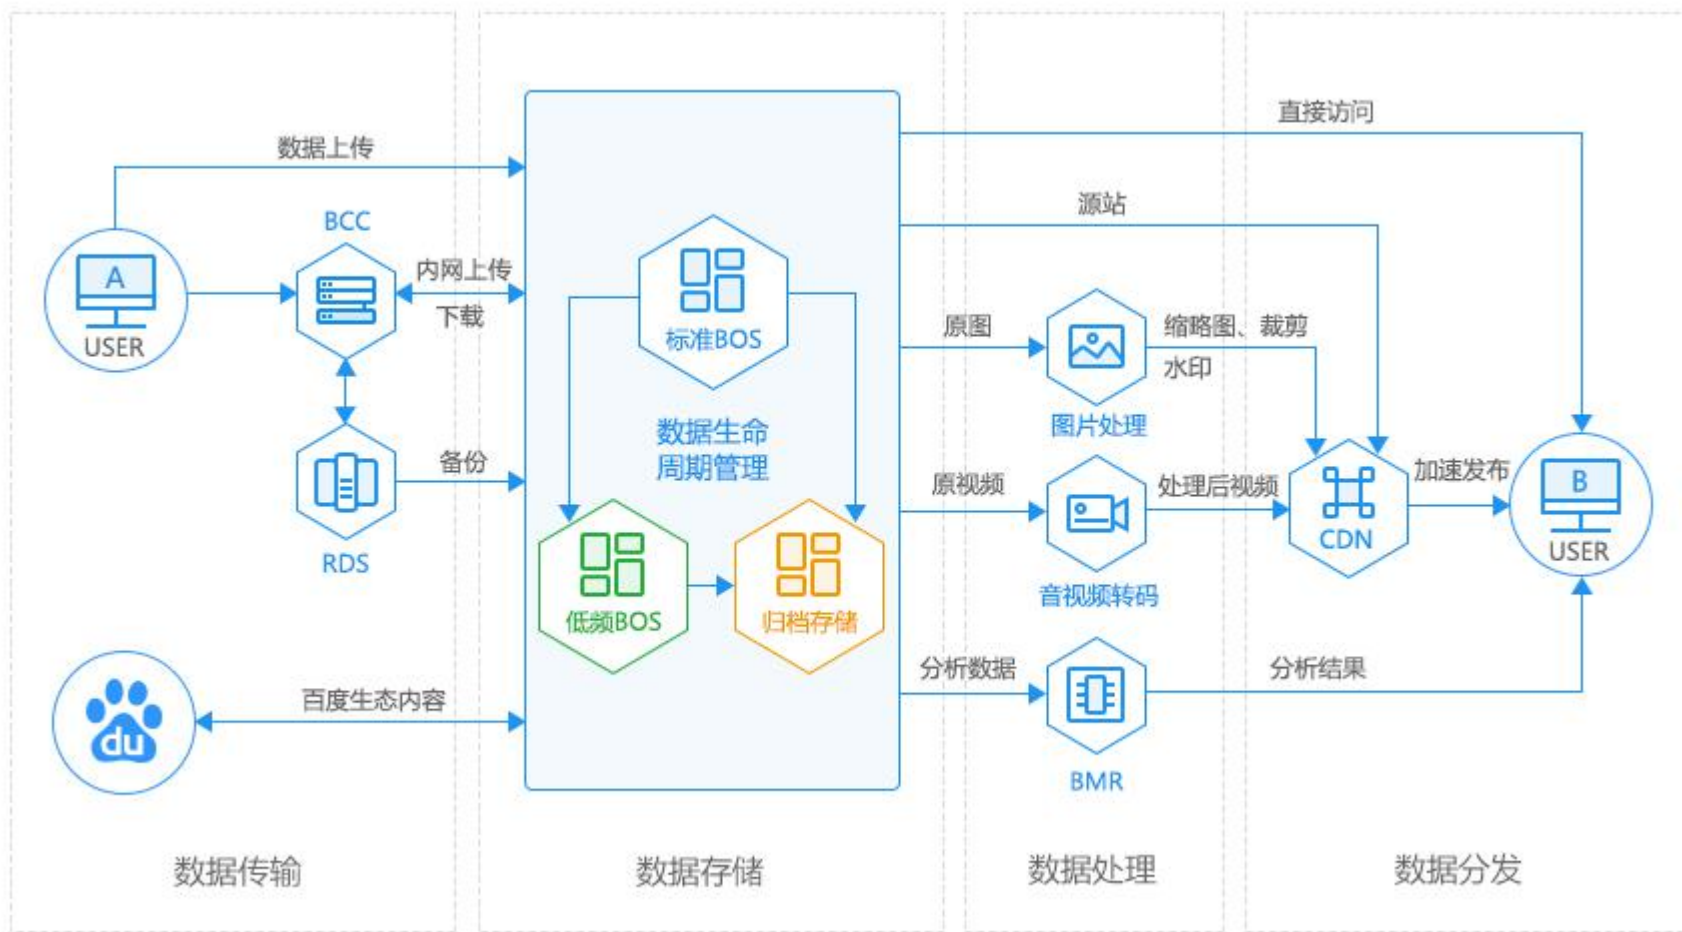 数据上传
BCC
A
USER
内网上传
下载
备份
RDS
du
百度生态内容
数据传输
标准BOS
数据生命
周期管理
低频BOS
归档存储
数据存储
直接访问
源站
原图
缩略图、裁剪
水印
图片处理
原视频
处理后视频
音视频转码
分析数据
BMR
分析结果
数据处理
CDN
加速发布
B
USER
数据分发